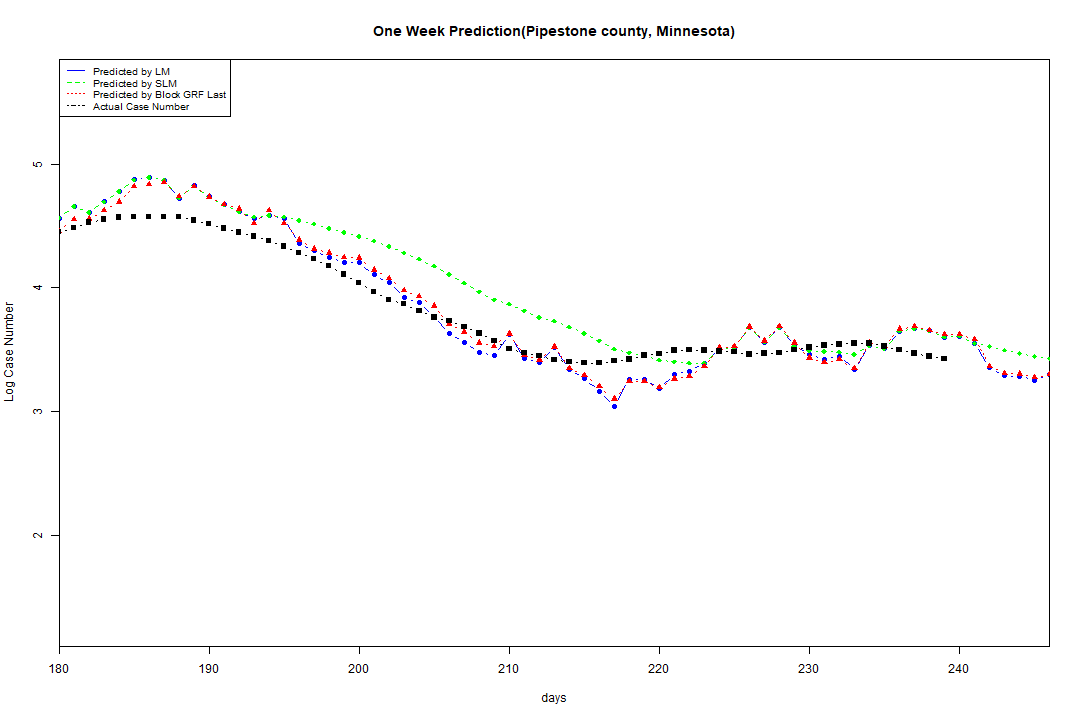 One Week Prediction(Pipestone county, Minnesota)
Predicted by LM
Predicted by SLM
Predicted by Block GRF Last
Actual Case Number
5
4
3
2
Log Case Number
180 190 200 210 220 230 240
days